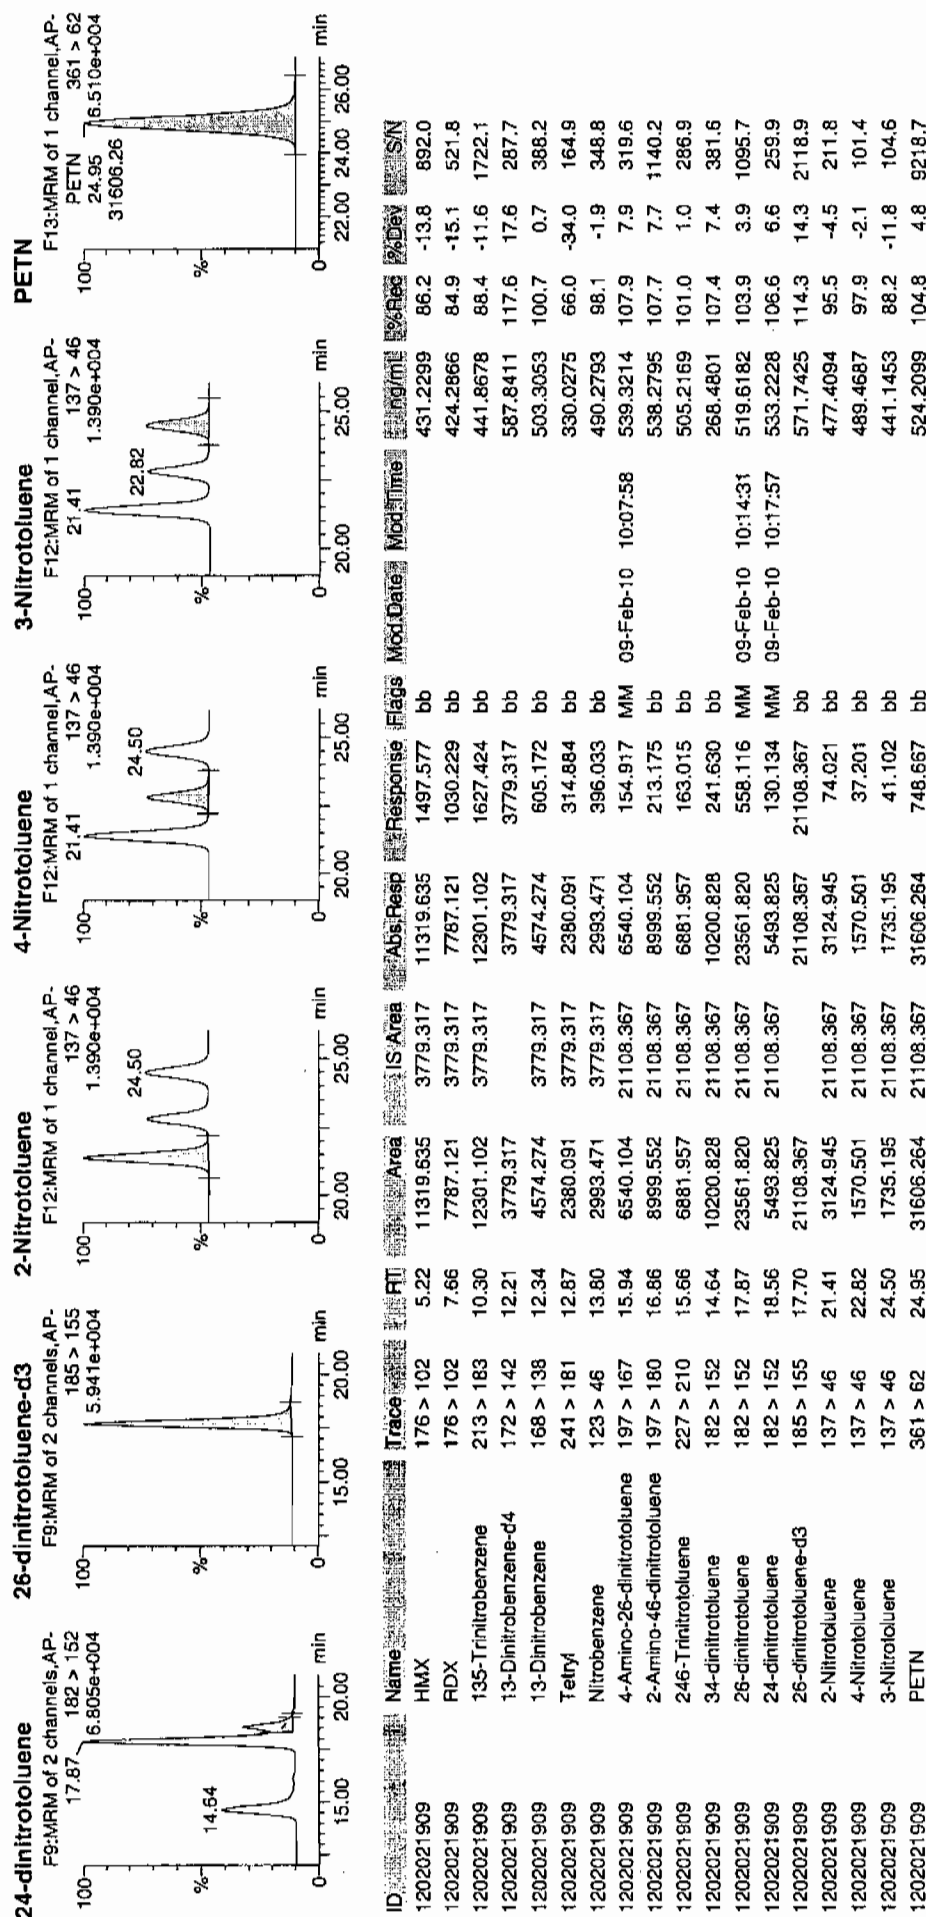 24-dinitrotoluene
F9:MRM of 2 channels,AP-
182 > 152
17.87
6.805e+004
100
%
14.64
0
15.00 20.00 min
26-dinitrotoluene-d3
F9:MRM of 2 channels,AP-
185 > 155
5.941e+004
100
%
0
15.00 20.00 min
2-Nitrotoluene
F12:MRM of 1 channel,AP-
137 > 46
1.390e+004
100
24.50
%
0
20.00 25.00 min
4-Nitrotoluene
F12:MRM of 1 channel,AP-
21.41 137 > 46
1.390e+004
100
24.50
%
0
20.00 25.00 min
3-Nitrotoluene
F12:MRM of 1 channel,AP-
21.41 137 > 46
1.390e+004
100
22.82
%
0
20.00 25.00 min
PETN
F13:MRM of 1 channel,AP-
PETN 361 > 62
24.95 6.510e+004
31606.26
100
%
0
22.00 24.00 26.00 min
ID Name Trace RT Area IS Area Abs.Resp Response Flags Mod.Date Mod.Time ng/mL %Rec %Dev S/N
1202021909 HMX 176 > 102 5.22 11319.635 3779.317 11319.635 1497.577 bb 431.2299 86.2 -13.8 892.0
1202021909 RDX 176 > 102 7.66 7787.121 3779.317 7787.121 1030.229 bb 424.2866 84.9 -15.1 521.8
1202021909 135-Trinitrobenzene 213 > 183 10.30 12301.102 3779.317 12301.102 1627.424 bb 441.8678 88.4 -11.6 1722.1
1202021909 13-Dinitrobenzene-d4 172 > 142 12.21 3779.317 3779.317 3779.317 bb 587.8411 117.6 17.6 287.7
1202021909 13-Dinitrobenzene 168 > 138 12.34 4574.274 3779.317 4574.274 605.172 bb 503.3053 100.7 0.7 388.2
1202021909 Tetryl 241 > 181 12.87 2380.091 3779.317 2380.091 314.884 bb 330.0275 66.0 -34.0 164.9
1202021909 Nitrobenzene 123 > 46 13.80 2993.471 3779.317 2993.471 396.033 bb 490.2793 98.1 -1.9 348.8
1202021909 4-Amino-26-dinitrotoluene 197 > 167 15.94 6540.104 21108.367 6540.104 154.917 MM 09-Feb-10 10:07:58 539.3214 107.9 7.9 319.6
1202021909 2-Amino-46-dinitrotoluene 197 > 180 16.86 8999.552 21108.367 8999.552 213.175 bb 538.2795 107.7 7.7 1140.2
1202021909 246-Trinitrotoluene 227 > 210 15.66 6881.957 21108.367 6881.957 163.015 bb 505.2169 101.0 1.0 286.9
1202021909 34-dinitrotoluene 182 > 152 14.64 10200.828 21108.367 10200.828 241.630 bb 268.4801 107.4 7.4 381.6
1202021909 26-dinitrotoluene 182 > 152 17.87 23561.820 21108.367 23561.820 558.116 MM 09-Feb-10 10:14:31 519.6182 103.9 3.9 1095.7
1202021909 24-dinitrotoluene 182 > 152 18.56 5493.825 21108.367 5493.825 130.134 MM 09-Feb-10 10:17:57 533.2228 106.6 6.6 259.9
1202021909 26-dinitrotoluene-d3 185 > 155 17.70 21108.367 21108.367 21108.367 bb 571.7425 114.3 14.3 2118.9
1202021909 2-Nitrotoluene 137 > 46 21.41 3124.945 21108.367 3124.945 74.021 bb 477.4094 95.5 -4.5 211.8
1202021909 4-Nitrotoluene 137 > 46 22.82 1570.501 21108.367 1570.501 37.201 bb 489.4687 97.9 -2.1 101.4
1202021909 3-Nitrotoluene 137 > 46 24.50 1735.195 21108.367 1735.195 41.102 bb 441.1453 88.2 -11.8 104.6
1202021909 PETN 361 > 62 24.95 31606.264 21108.367 31606.264 748.667 bb 524.2099 104.8 4.8 9218.7